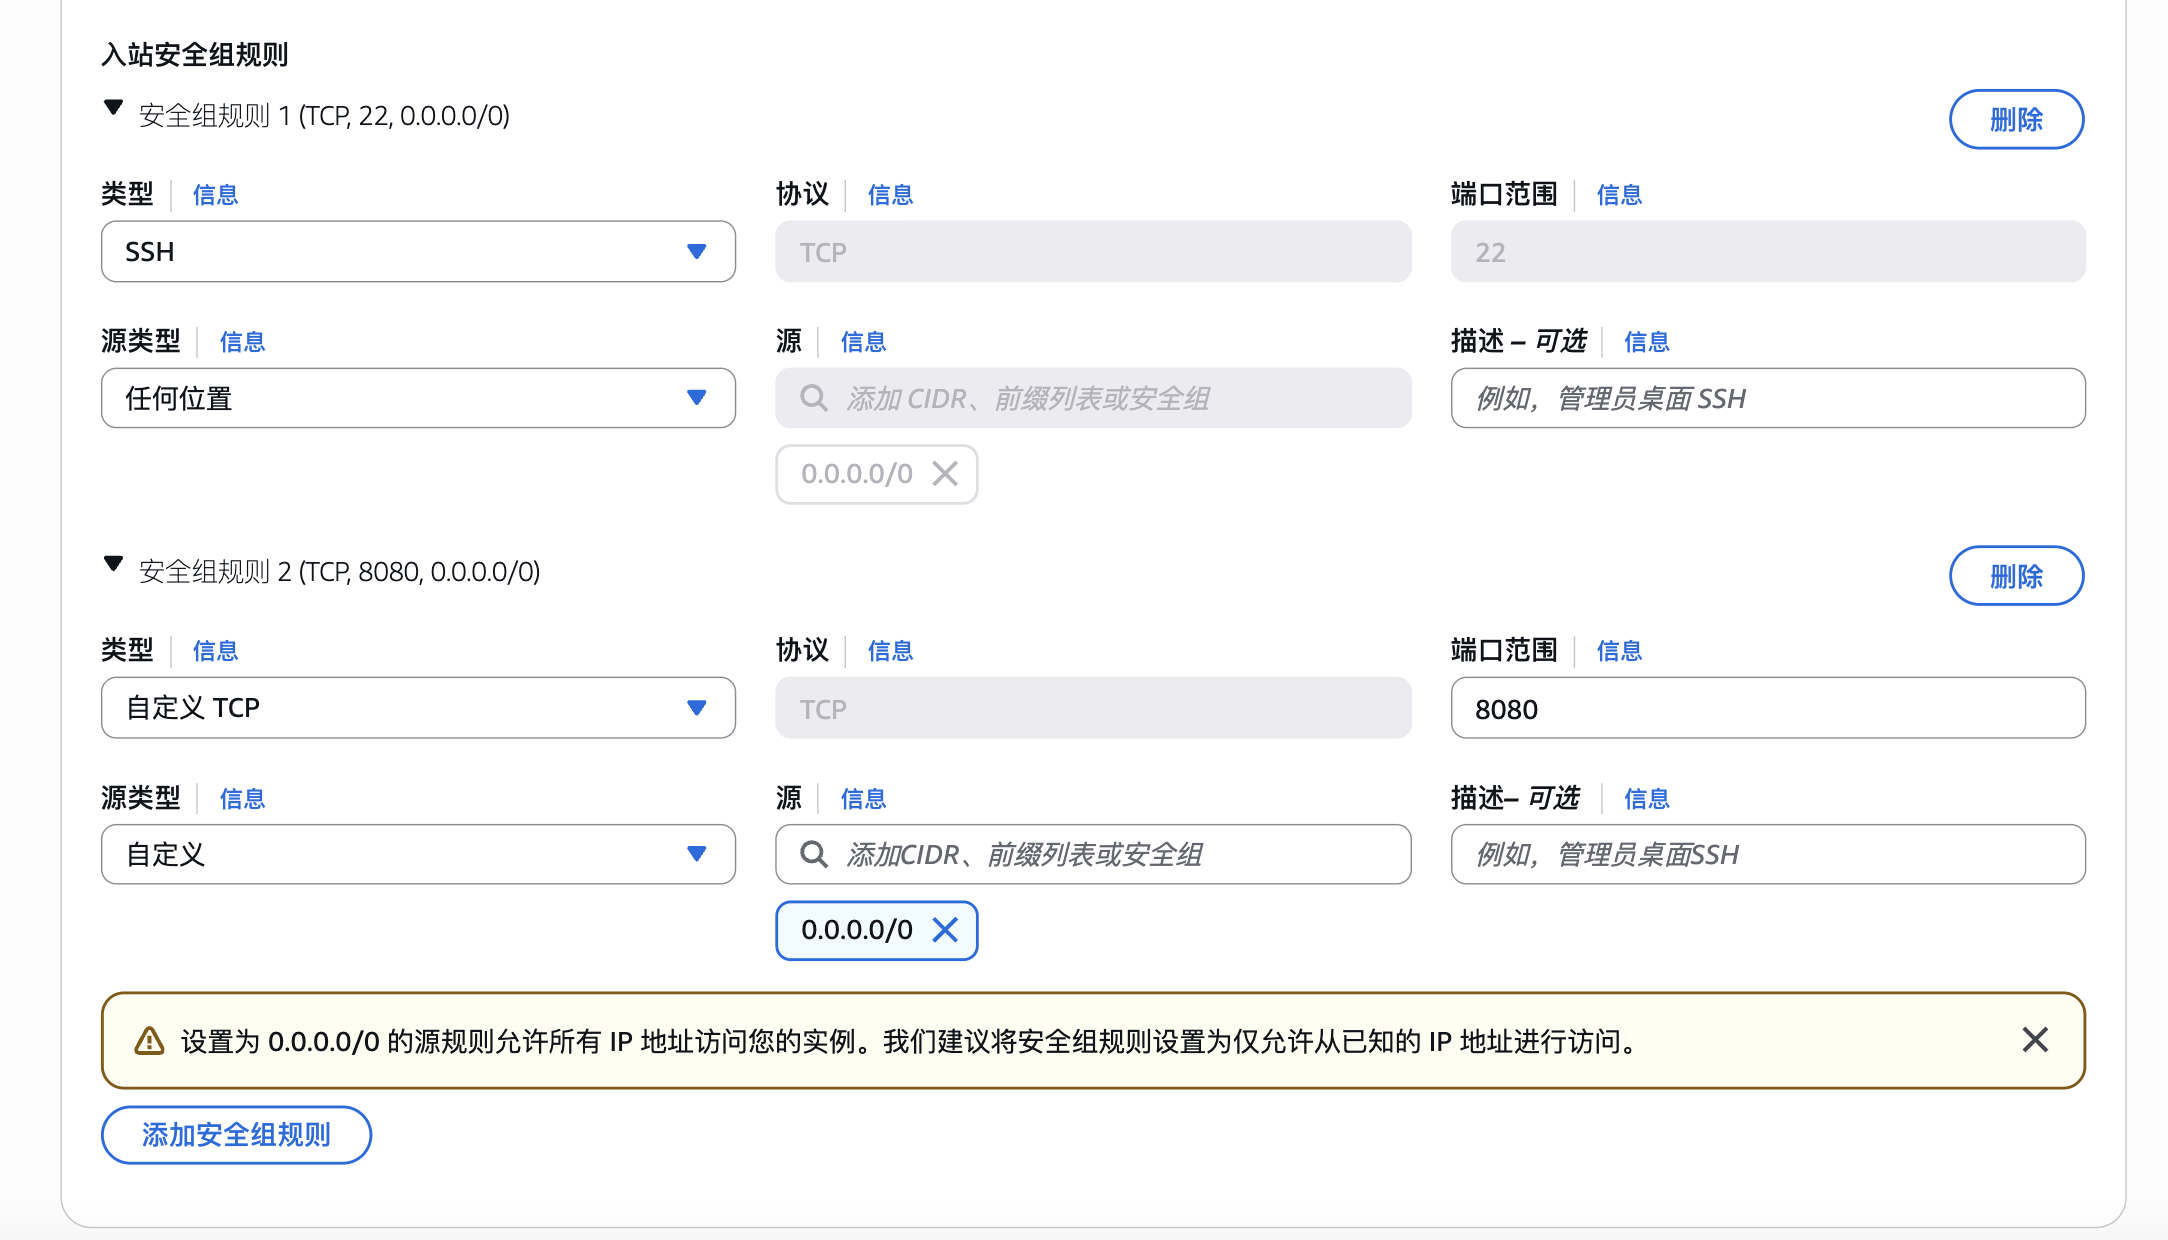 入站安全组规则
安全组规则 1 (TCP, 22, 0.0.0.0/0)
删除
类型 信息
协议 信息
端口范围 信息
SSH
TCP
22
源类型 信息
源 信息
描述 – 可选 信息
任何位置
添加 CIDR、前缀列表或安全组
例如，管理员桌面 SSH
0.0.0.0/0
安全组规则 2 (TCP, 8080, 0.0.0.0/0)
删除
类型 信息
协议 信息
端口范围 信息
自定义 TCP
TCP
8080
源类型 信息
源 信息
描述– 可选 信息
自定义
添加CIDR、前缀列表或安全组
例如，管理员桌面SSH
0.0.0.0/0
设置为 0.0.0.0/0 的源规则允许所有 IP 地址访问您的实例。我们建议将安全组规则设置为仅允许从已知的 IP 地址进行访问。
添加安全组规则